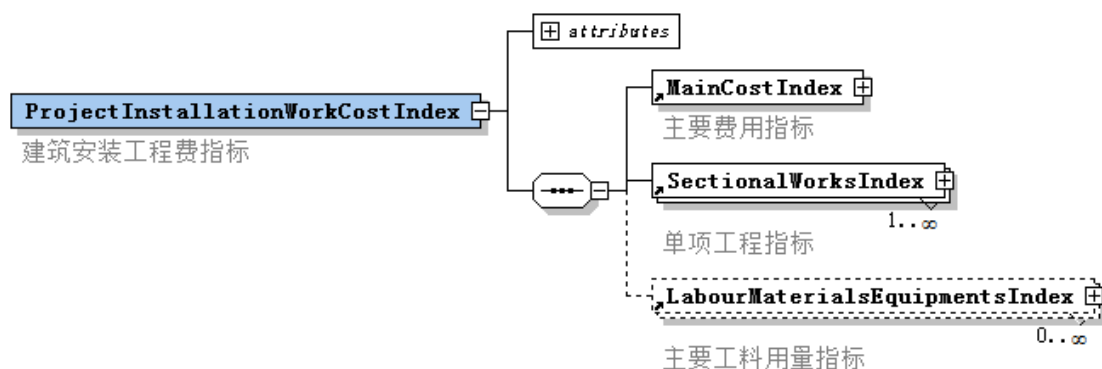 attributes
MainCostIndex
主要费用指标
ProjectInstallationWorkCostIndex
建筑安装工程费指标
SectionalWorksIndex
1..∞
单项工程指标
LabourMaterialsEquipmentsIndex
0..∞
主要工料用量指标